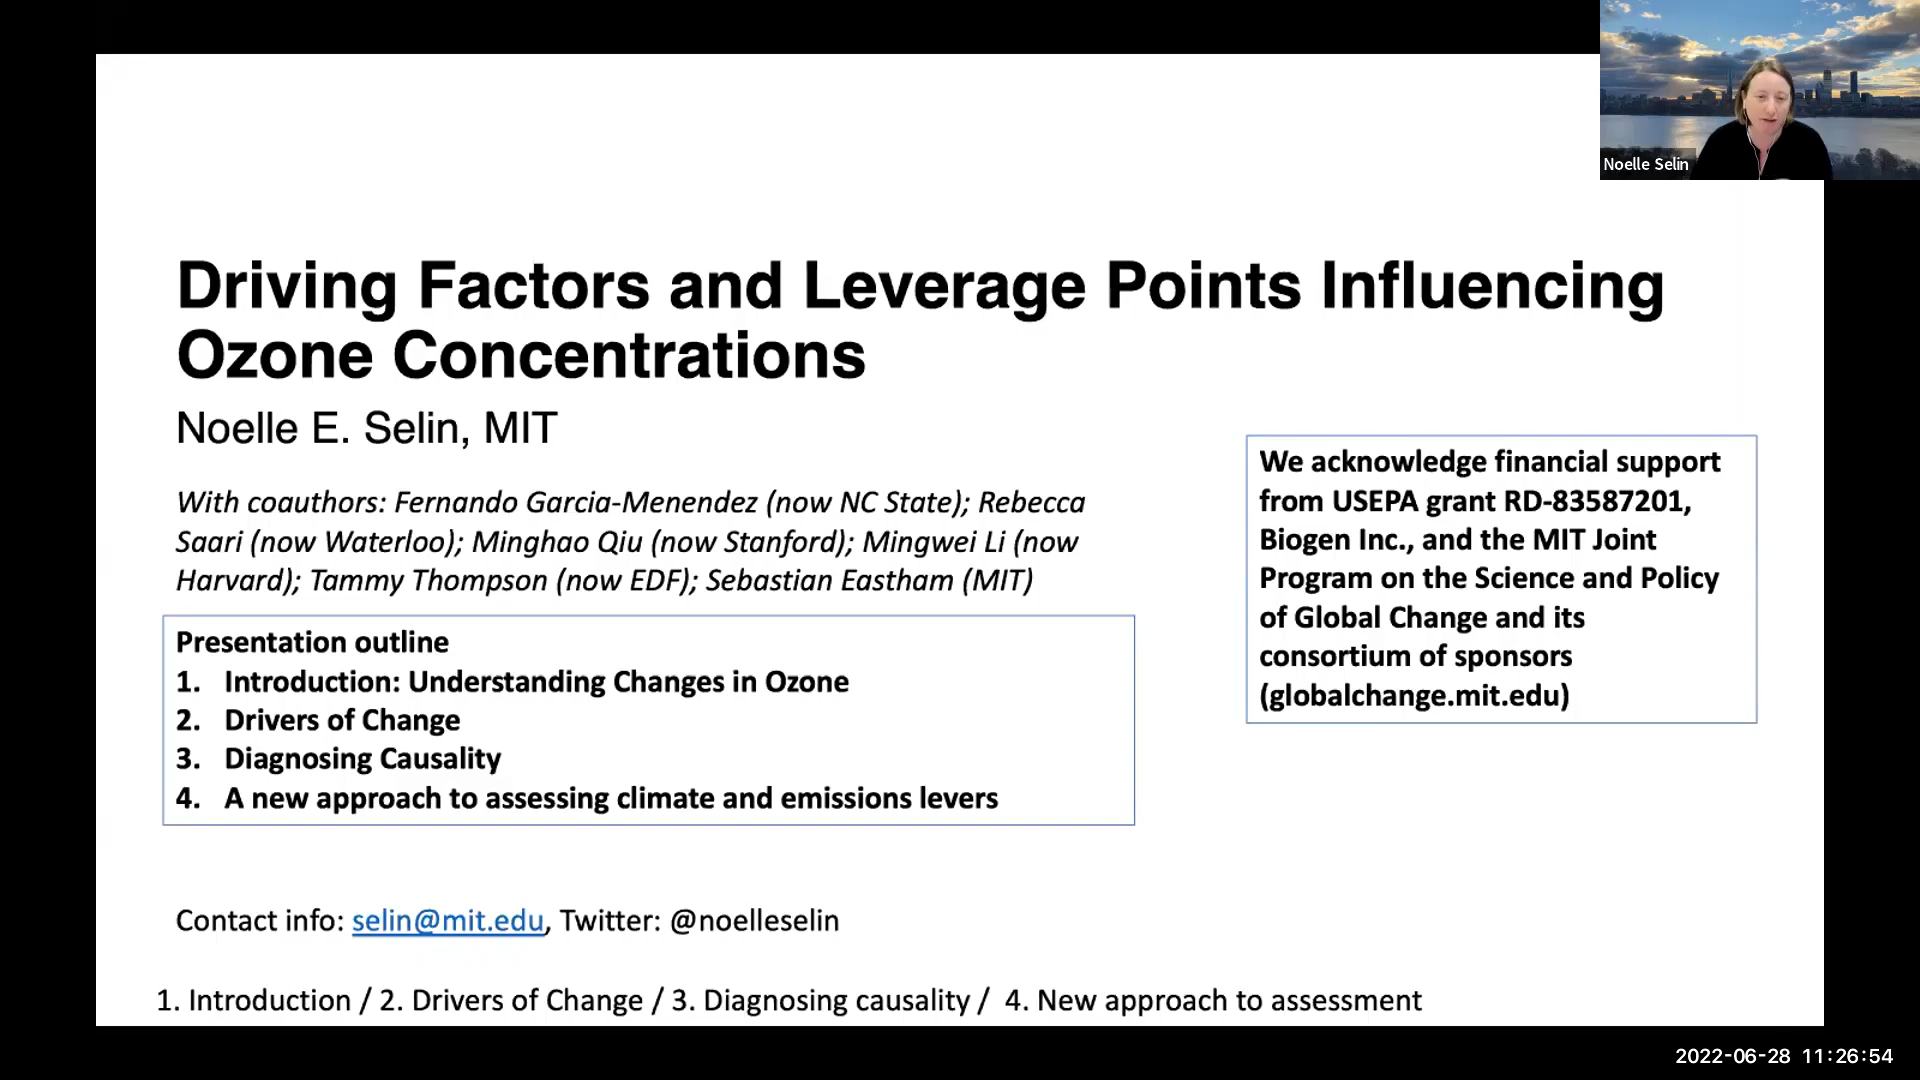 Noelle Selin
Driving Factors and Leverage Points Influencing
Ozone Concentrations
Noelle E. Selin, MIT
With coauthors: Fernando Garcia-Menendez (now NC State); Rebecca
Saari (now Waterloo); Minghao Qiu (now Stanford); Mingwei Li (now
Harvard); Tammy Thompson (now EDF); Sebastian Eastham (MIT)
We acknowledge financial support
from USEPA grant RD-83587201,
Biogen Inc., and the MIT Joint
Program on the Science and Policy
of Global Change and its
consortium of sponsors
(globalchange.mit.edu)
Presentation outline
1. Introduction: Understanding Changes in Ozone
2. Drivers of Change
3. Diagnosing Causality
4. A new approach to assessing climate and emissions levers
Contact info: selin@mit.edu, Twitter: @noelleselin
1. Introduction / 2. Drivers of Change / 3. Diagnosing causality / 4. New approach to assessment
2022-06-28 11:26:54